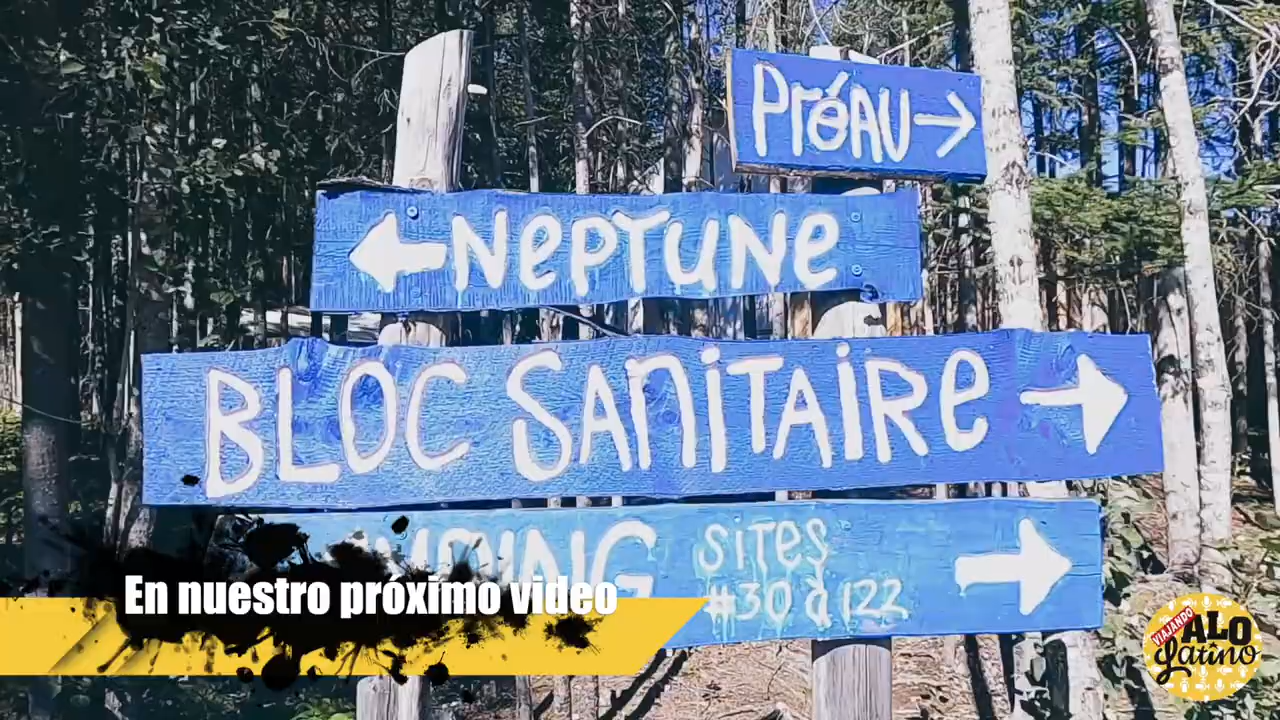 PréAU
NePTuNe
BLOC SANiTAiRe
SiTeS
#30 à 122
En nuestro próximo video
VIAJANDO
ALO
Latino